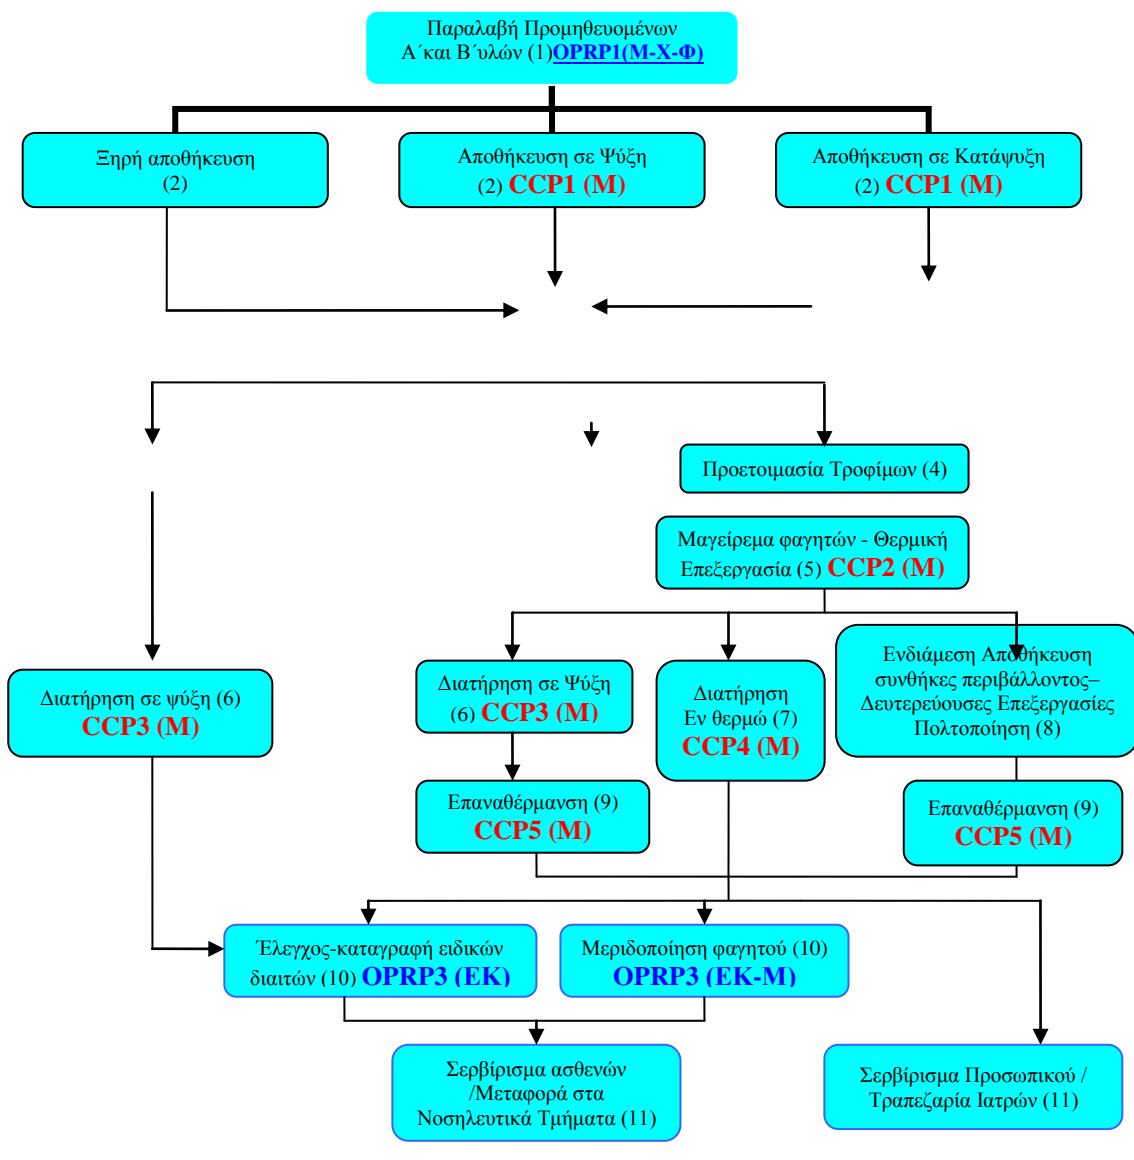 Παραλαβή Προμηθευομένων
Α΄και Β΄υλών (1)OPRP1(Μ-Χ-Φ)
Ξηρή αποθήκευση
(2)
Αποθήκευση σε Ψύξη
(2) CCP1 (M)
Αποθήκευση σε Κατάψυξη
(2) CCP1 (M)
Προετοιμασία Τροφίμων (4)
Μαγείρεμα φαγητών - Θερμική
Επεξεργασία (5) CCP2 (M)
Διατήρηση σε ψύξη (6)
CCP3 (M)
Διατήρηση σε Ψύξη
(6) CCP3 (M)
Διατήρηση
Εν θερμώ (7)
CCP4 (M)
Ενδιάμεση Αποθήκευση
συνθήκες περιβάλλοντος–
Δευτερεύουσες Επεξεργασίες
Πολτοποίηση (8)
Επαναθέρμανση (9)
CCP5 (M)
Επαναθέρμανση (9)
CCP5 (M)
Έλεγχος-καταγραφή ειδικών
διαιτών (10) OPRP3 (ΕΚ)
Μεριδοποίηση φαγητού (10)
OPRP3 (ΕΚ-Μ)
Σερβίρισμα ασθενών
/Μεταφορά στα
Νοσηλευτικά Τμήματα (11)
Σερβίρισμα Προσωπικού /
Τραπεζαρία Ιατρών (11)